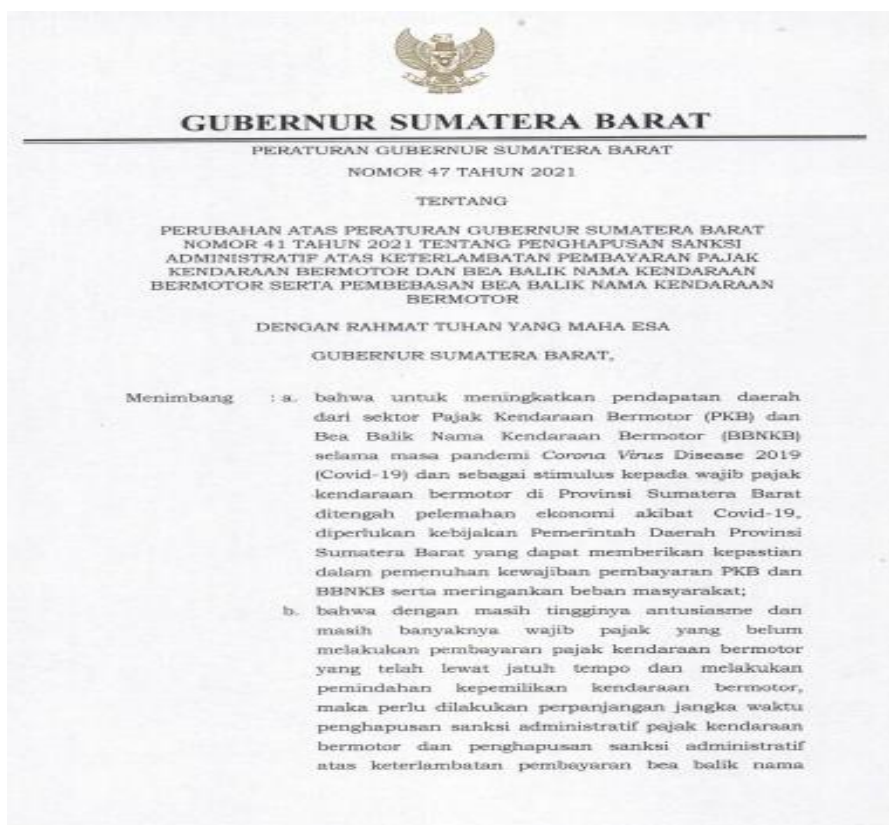 GUBERNUR SUMATERA BARAT
PERATURAN GUBERNUR SUMATERA BARAT
NOMOR 47 TAHUN 2021
TENTANG
PERUBAHAN ATAS PERATURAN GUBERNUR SUMATERA BARAT
NOMOR 41 TAHUN 2021 TENTANG PENGHAPUSAN SANKSI
ADMINISTRATIF ATAS KETERLAMBATAN PEMBAYARAN PAJAK
KENDARAAN BERMOTOR DAN BEA BALIK NAMA KENDARAAN
BERMOTOR SERTA PEMBEBASAN BEA BALIK NAMA KENDARAAN
BERMOTOR
DENGAN RAHMAT TUHAN YANG MAHA ESA
GUBERNUR SUMATERA BARAT,
Menimbang : a. bahwa untuk meningkatkan pendapatan daerah
dari sektor Pajak Kendaraan Bermotor (PKB) dan
Bea Balik Nama Kendaraan Bermotor (BBNKB)
selama masa pandemi Corona Virus Disease 2019
(Covid-19) dan sebagai stimulus kepada wajib pajak
kendaraan bermotor di Provinsi Sumatera Barat
ditengah pelemahan ekonomi akibat Covid-19,
diperlukan kebijakan Pemerintah Daerah Provinsi
Sumatera Barat yang dapat memberikan kepastian
dalam pemenuhan kewajiban pembayaran PKB dan
BBNKB serta meringankan beban masyarakat;
b. bahwa dengan masih tingginya antusiasme dan
masih banyaknya wajib pajak yang belum
melakukan pembayaran pajak kendaraan bermotor
yang telah lewat jatuh tempo dan melakukan
pemindahan kepemilikan kendaraan bermotor,
maka perlu dilakukan perpanjangan jangka waktu
penghapusan sanksi administratif pajak kendaraan
bermotor dan penghapusan sanksi administratif
atas keterlambatan pembayaran bea balik nama